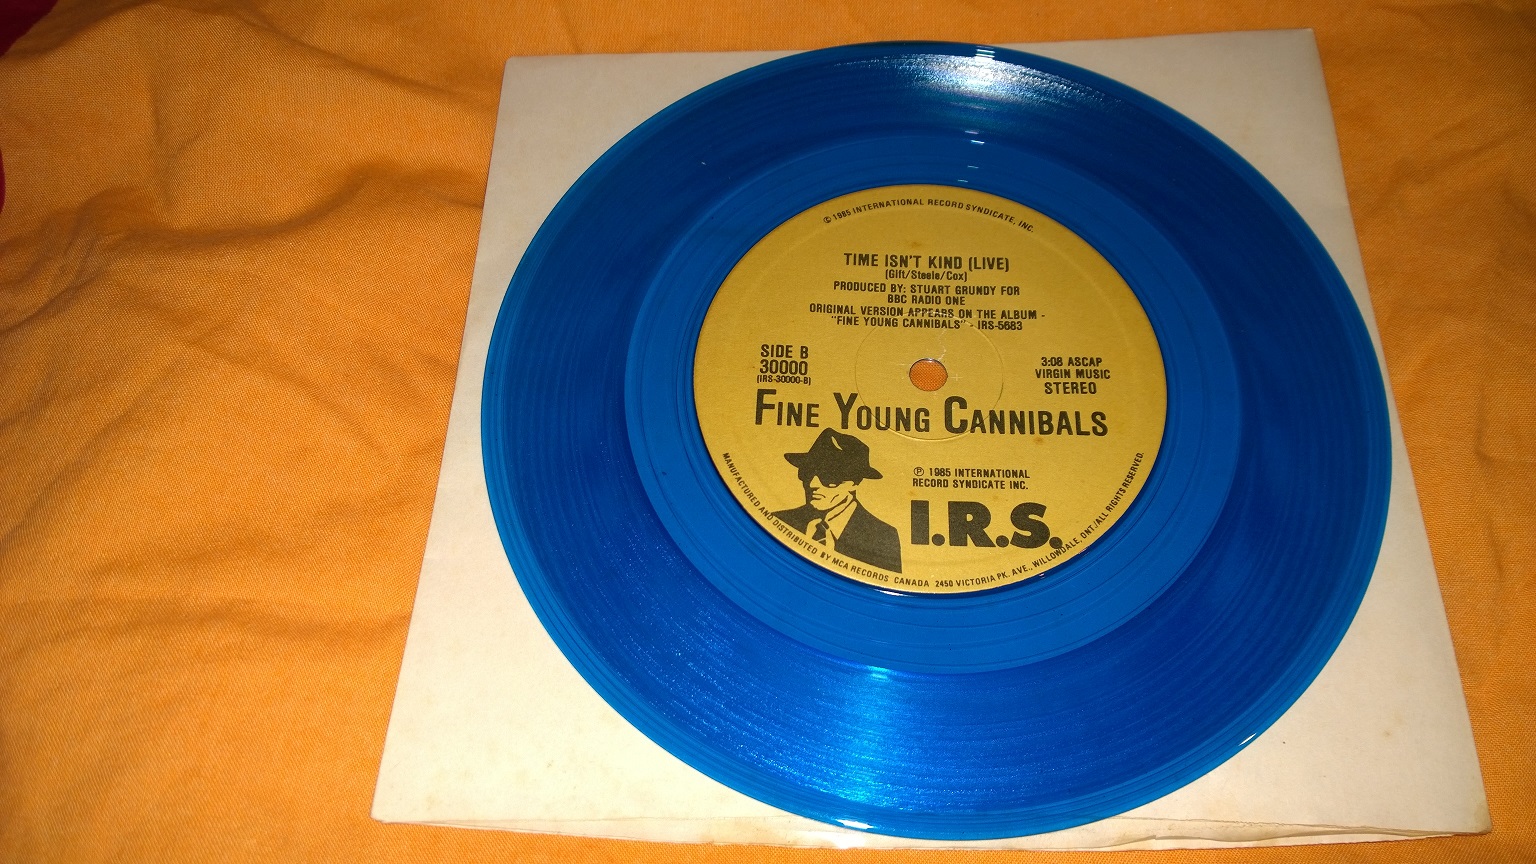 © 1985 INTERNATIONAL RECORD SYNDICATE, INC.
TIME ISN'T KIND (LIVE)
(Gift/Steele/Cox)
PRODUCED BY: STUART GRUNDY FOR
BBC RADIO ONE
ORIGINAL VERSION APPEARS ON THE ALBUM -
"FINE YOUNG CANNIBALS" - IRS-5683
SIDE B
30000
(IRS-30000-B)
3:08 ASCAP
VIRGIN MUSIC
STEREO
FINE YOUNG CANNIBALS
℗ 1985 INTERNATIONAL
RECORD SYNDICATE INC.
I.R.S.
MANUFACTURED AND DISTRIBUTED BY MCA RECORDS CANADA 2450 VICTORIA PK. AVE., WILLOWDALE, ONT./ALL RIGHTS RESERVED.